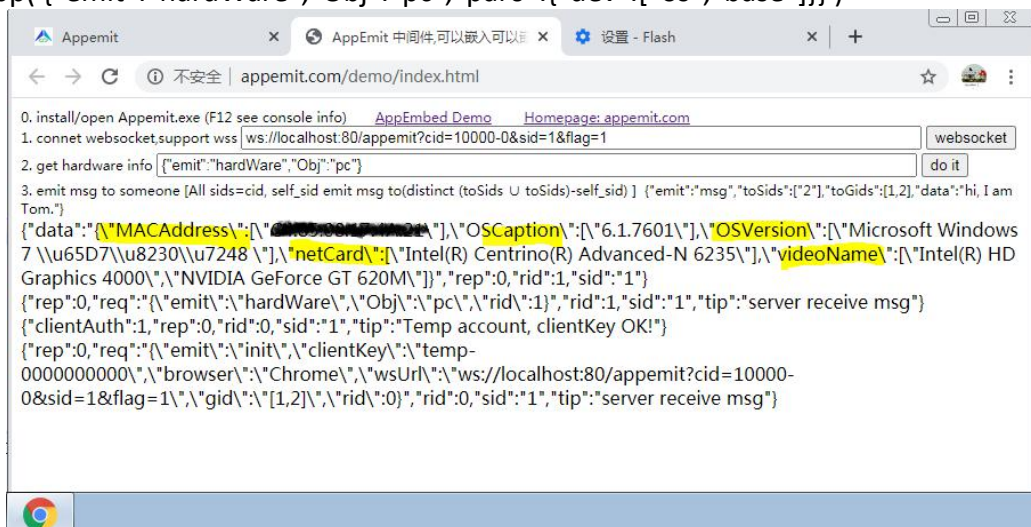 op( {"emit":"hardWare","Obj":"pc","parO":{"dev":["os","base"]}} )
Appemit
AppEmit 中间件,可以嵌入可以
设置 - Flash
不安全 | appemit.com/demo/index.html
0. install/open Appemit.exe (F12 see console info) AppEmbed Demo Homepage: appemit.com
1. connet websocket,support wss ws://localhost:80/appemit?cid=10000-0&sid=1&flag=1 websocket
2. get hardware info {"emit":"hardWare","Obj":"pc"} do it
3. emit msg to someone [All sids=cid, self_sid emit msg to(distinct (toSids ∪ toSids)-self_sid) ] {"emit":"msg","toSids":["2"],"toGids":[1,2],"data":"hi, I am
Tom."}
{"data":"{\"MACAddress\":[\"\"],\"OSCaption\":[\"6.1.7601\"],\"OSVersion\":[\"Microsoft Windows
7 \\u65D7\\u8230\\u7248 \"],\"netCard\":[\"Intel(R) Centrino(R) Advanced-N 6235\"],\"videoName\":[\"Intel(R) HD
Graphics 4000\",\"NVIDIA GeForce GT 620M\"]}","rep":0,"rid":1,"sid":"1"}
{"rep":0,"req":"{\"emit\":\"hardWare\",\"Obj\":\"pc\",\"rid\":1}","rid":1,"sid":"1","tip":"server receive msg"}
{"clientAuth":1,"rep":0,"rid":0,"sid":"1","tip":"Temp account, clientKey OK!"}
{"rep":0,"req":"{\"emit\":\"init\",\"clientKey\":\"temp-
0000000000\",\"browser\":\"Chrome\",\"wsUrl\":\"ws://localhost:80/appemit?cid=10000-
0&sid=1&flag=1\",\"gid\":\"[1,2]\",\"rid\":0}","rid":0,"sid":"1","tip":"server receive msg"}